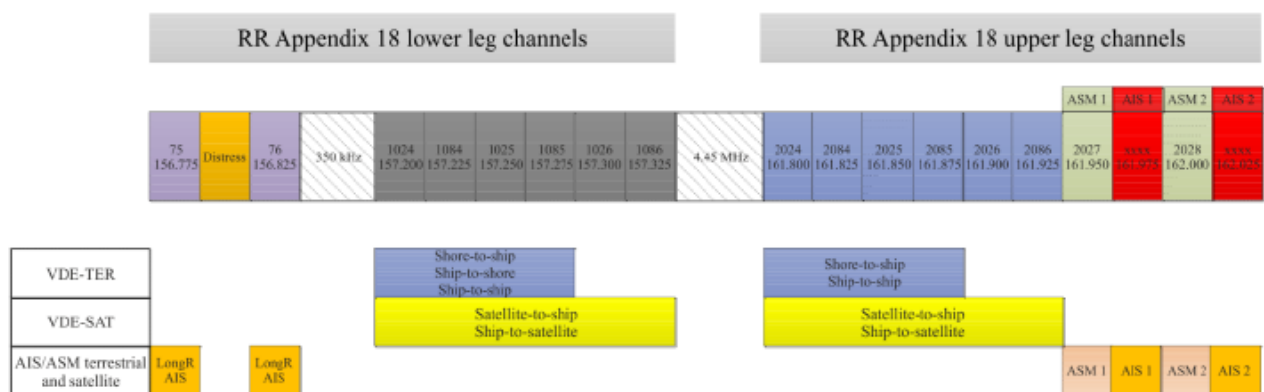 RR Appendix 18 lower leg channels
RR Appendix 18 upper leg channels
ASM 1 AIS 1 ASM 2 AIS 2
75 Distress 76 350 kHz 1024 1084 1025 1085 1026 1086 4.45 MHz 2024 2084 2025 2085 2026 2086 2027 xxxx 2028 xxxx
156.775 156.825 157.200 157.225 157.250 157.275 157.300 157.325 161.800 161.825 161.850 161.875 161.900 161.925 161.950 161.975 162.000 162.025
VDE-TER
Shore-to-ship
Ship-to-shore
Ship-to-ship
Shore-to-ship
Ship-to-ship
VDE-SAT
Satellite-to-ship
Ship-to-satellite
Satellite-to-ship
Ship-to-satellite
AIS/ASM terrestrial
and satellite
LongR
AIS
LongR
AIS
ASM 1 AIS 1 ASM 2 AIS 2